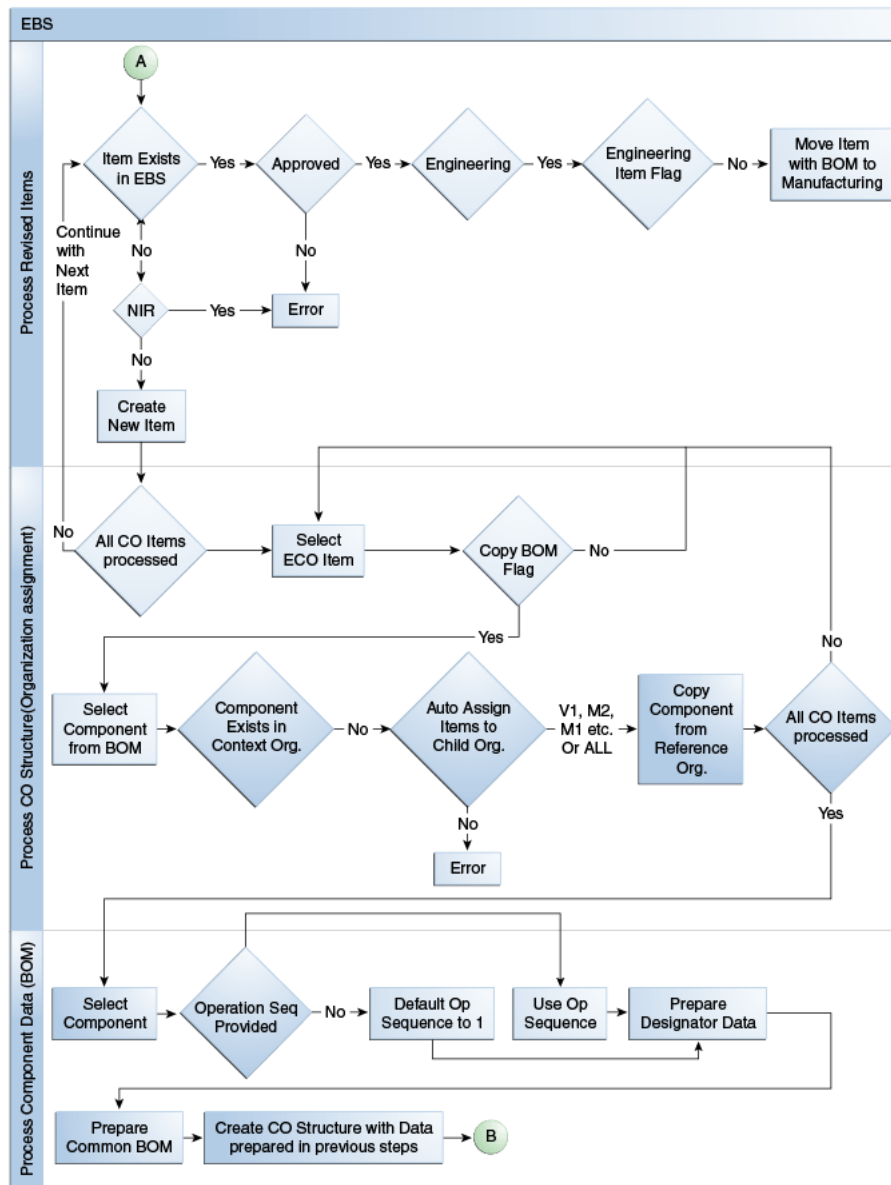 EBS
Process Revised Items
A
Item Exists
in EBS
Yes
Approved
Yes
Engineering
Yes
Engineering
Item Flag
No
Move Item
with BOM to
Manufacturing
Continue
with
Next
Item
No
No
NIR
Yes
Error
No
Create
New Item
Process CO Structure(Organization assignment)
No
All CO Items
processed
Select
ECO Item
Copy BOM
Flag
No
Yes
No
Select
Component
from BOM
Component
Exists in
Context Org.
No
Auto Assign
Items to
Child Org.
V1, M2,
M1 etc.
Or ALL
Copy
Component
from
Reference
Org.
All CO Items
processed
No
Error
Yes
Process Component Data (BOM)
Select
Component
Operation Seq
Provided
No
Default Op
Sequence to 1
Use Op
Sequence
Prepare
Designator Data
Prepare
Common BOM
Create CO Structure with Data
prepared in previous steps
B